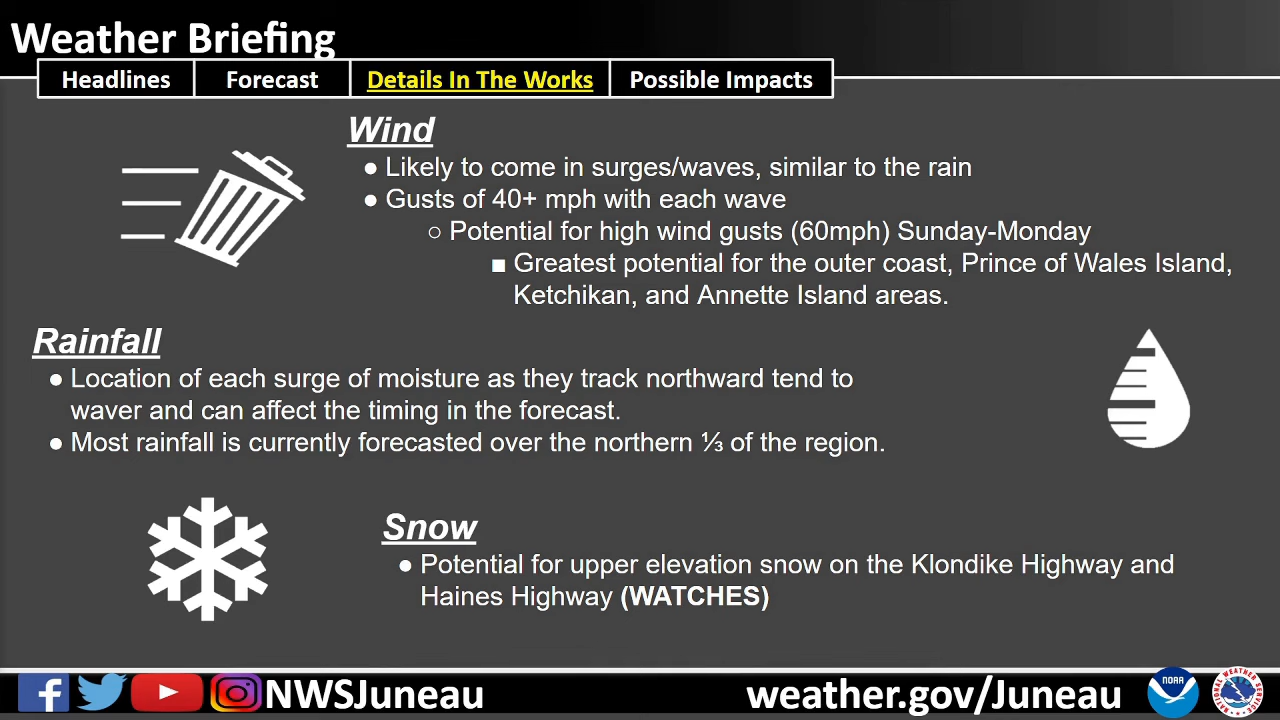 Weather Briefing
Headlines
Forecast
Details In The Works
Possible Impacts
Wind
● Likely to come in surges/waves, similar to the rain
● Gusts of 40+ mph with each wave
○ Potential for high wind gusts (60mph) Sunday-Monday
■ Greatest potential for the outer coast, Prince of Wales Island,
Ketchikan, and Annette Island areas.
Rainfall
● Location of each surge of moisture as they track northward tend to
waver and can affect the timing in the forecast.
● Most rainfall is currently forecasted over the northern ⅓ of the region.
Snow
● Potential for upper elevation snow on the Klondike Highway and
Haines Highway (WATCHES)
NWSJuneau
weather.gov/Juneau
NOAA
NATIONAL WEATHER SERVICE